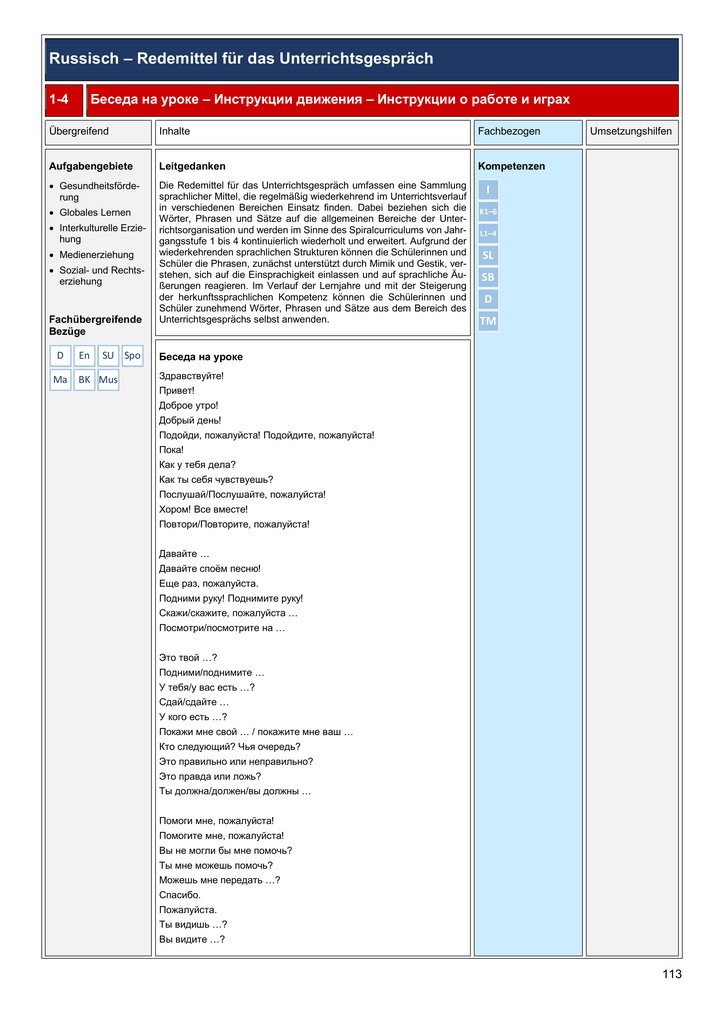 Russisch – Redemittel für das Unterrichtsgespräch
1-4
Беседа на уроке – Инструкции движения – Инструкции о работе и играх
Übergreifend
Inhalte
Fachbezogen
Umsetzungshilfen
Aufgabengebiete
• Gesundheitsförde-
rung
• Globales Lernen
• Interkulturelle Erzie-
hung
• Medienerziehung
• Sozial- und Rechts-
erziehung
Fachübergreifende
Bezüge
D En SU Spo
Ma BK Mus
Leitgedanken
Die Redemittel für das Unterrichtsgespräch umfassen eine Sammlung
sprachlicher Mittel, die regelmäßig wiederkehrend im Unterrichtsverlauf
in verschiedenen Bereichen Einsatz finden. Dabei beziehen sich die
Wörter, Phrasen und Sätze auf die allgemeinen Bereiche der Unter-
richtsorganisation und werden im Sinne des Spiralcurriculums von Jahr-
gangsstufe 1 bis 4 kontinuierlich wiederholt und erweitert. Aufgrund der
wiederkehrenden sprachlichen Strukturen können die Schülerinnen und
Schüler die Phrasen, zunächst unterstützt durch Mimik und Gestik, ver-
stehen, sich auf die Einsprachigkeit einlassen und auf sprachliche Äu-
ßerungen reagieren. Im Verlauf der Lernjahre und mit der Steigerung
der herkunftssprachlichen Kompetenz können die Schülerinnen und
Schüler zunehmend Wörter, Phrasen und Sätze aus dem Bereich des
Unterrichtsgesprächs selbst anwenden.
Беседа на уроке
Здравствуйте!
Привет!
Доброе утро!
Добрый день!
Подойди, пожалуйста! Подойдите, пожалуйста!
Пока!
Как у тебя дела?
Как ты себя чувствуешь?
Послушай/Послушайте, пожалуйста!
Хором! Все вместе!
Повтори/Повторите, пожалуйста!
Давайте …
Давайте споём песню!
Еще раз, пожалуйста.
Подними руку! Поднимите руку!
Скажи/скажите, пожалуйста …
Посмотри/посмотрите на …
Это твой …?
Подними/поднимите …
У тебя/у вас есть …?
Сдай/сдайте …
У кого есть …?
Покажи мне свой … / покажите мне ваш …
Кто следующий? Чья очередь?
Это правильно или неправильно?
Это правда или ложь?
Ты должна/должен/вы должны …
Помоги мне, пожалуйста!
Помогите мне, пожалуйста!
Вы не могли бы мне помочь?
Ты мне можешь помочь?
Можешь мне передать …?
Спасибо.
Пожалуйста.
Ты видишь …?
Вы видите …?
Kompetenzen
I
K1–6
L1–4
SL
SB
D
TM
113